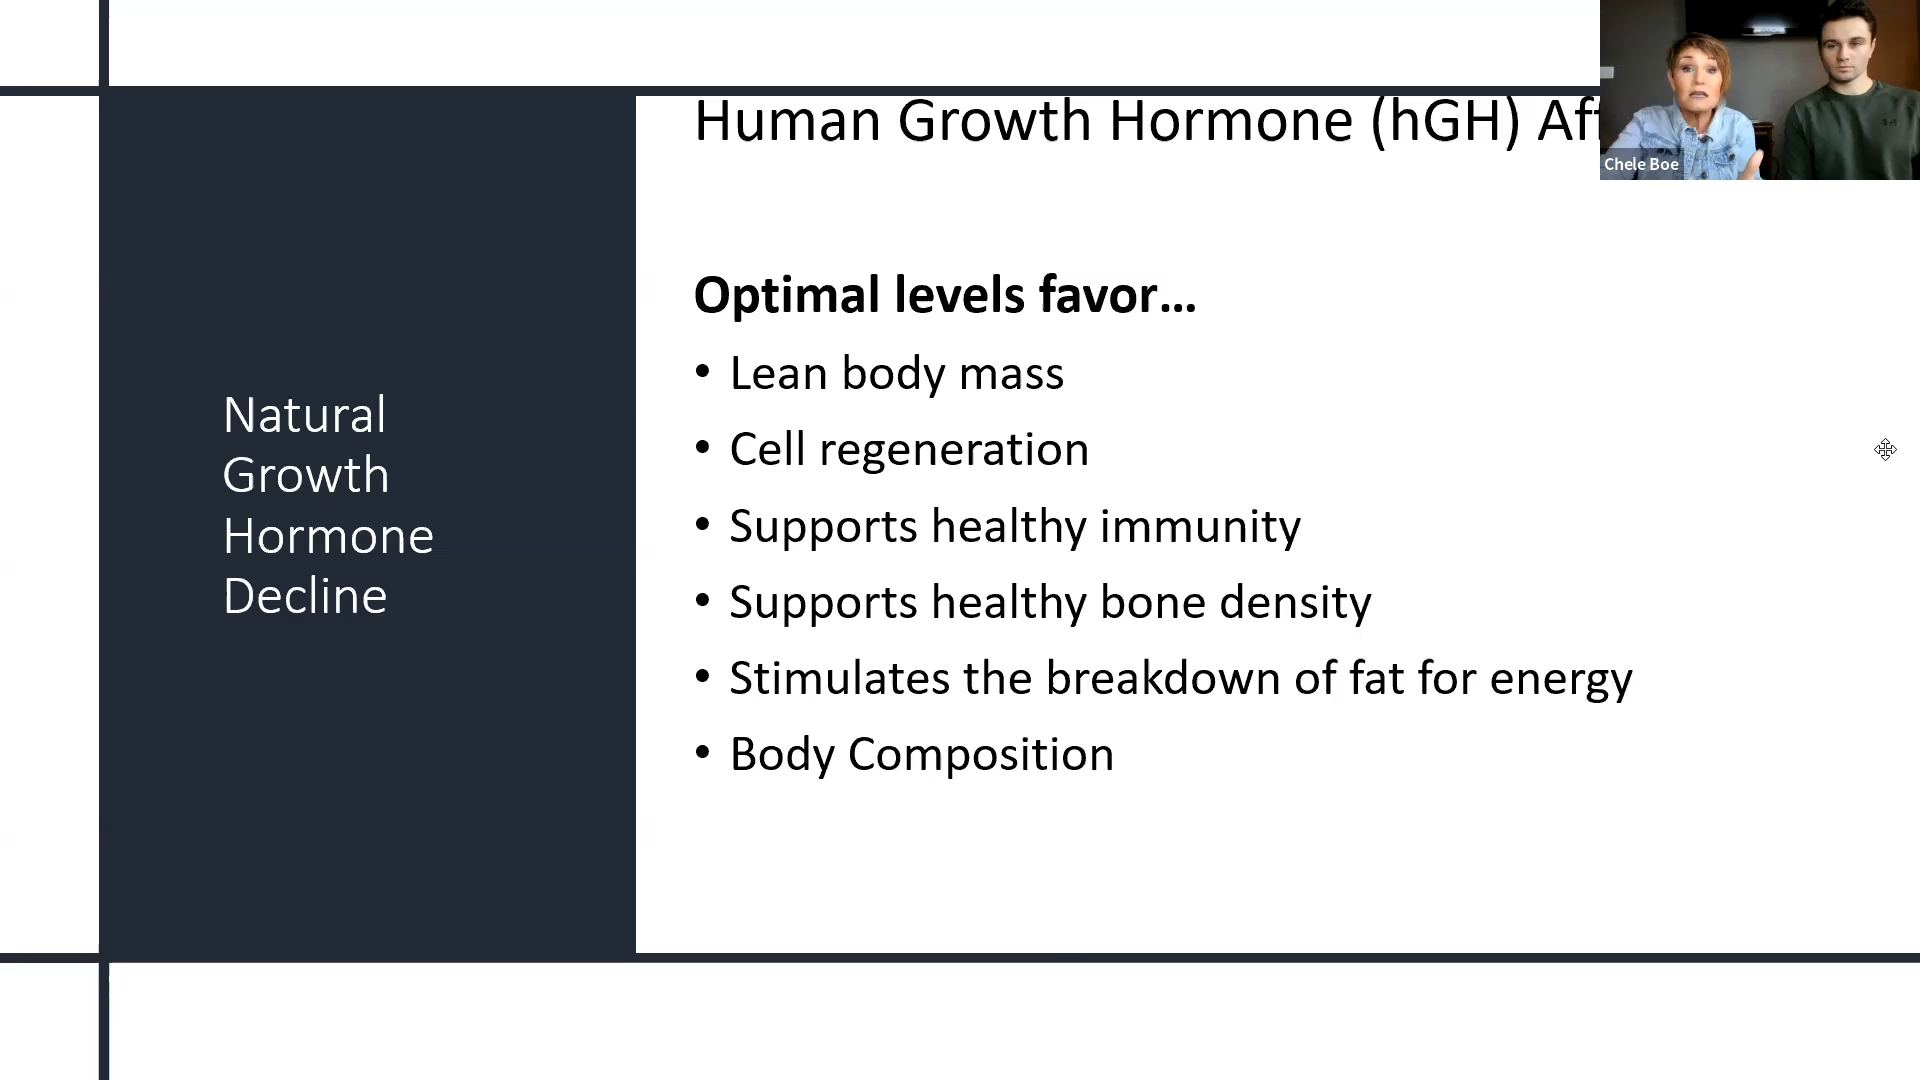 Human Growth Hormone (hGH)
Chele Boe
Optimal levels favor...
• Lean body mass
• Cell regeneration
• Supports healthy immunity
• Supports healthy bone density
• Stimulates the breakdown of fat for energy
• Body Composition
Natural
Growth
Hormone
Decline